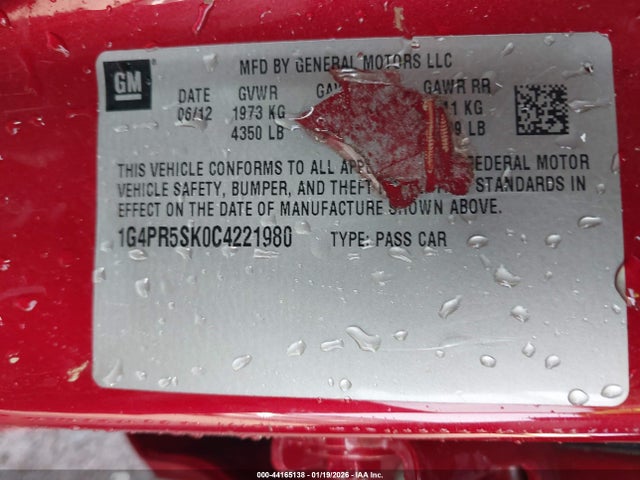 GM
MFD BY GENERAL MOTORS LLC
DATE GVWR GAWR RR
06/12 1973 KG KG
4350 LB LB
THIS VEHICLE CONFORMS TO ALL FEDERAL MOTOR
VEHICLE SAFETY, BUMPER, AND THEFT STANDARDS IN
EFFECT ON THE DATE OF MANUFACTURE SHOWN ABOVE.
1G4PR5SK0C4221980 TYPE: PASS CAR
000-44165138 - 01/19/2026 - IAA Inc.